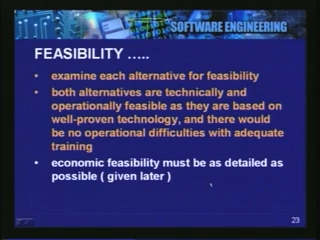 SOFTWARE ENGINEERING
FEASIBILITY …..
• examine each alternative for feasibility
• both alternatives are technically and
operationally feasible as they are based on
well-proven technology, and there would
be no operational difficulties with adequate
training
• economic feasibility must be as detailed as
possible ( given later )
23